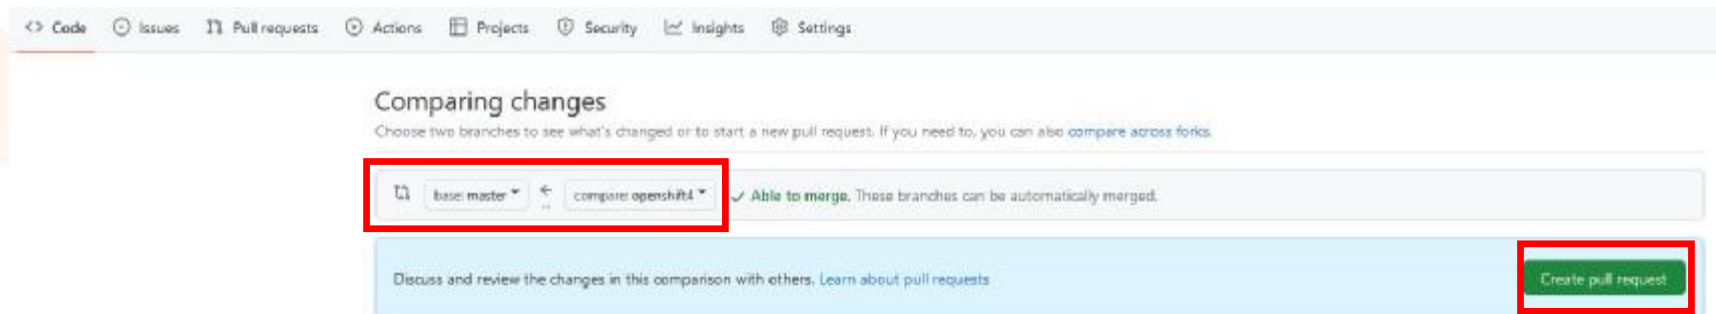 <> Code Issues Pull requests Actions Projects Security Insights Settings
Comparing changes
Choose two branches to see what's changed or to start a new pull request. If you need to, you can also compare across forks.
base: master ← compare: openshift4 ✓ Able to merge. These branches can be automatically merged.
Discuss and review the changes in this comparison with others. Learn about pull requests
Create pull request